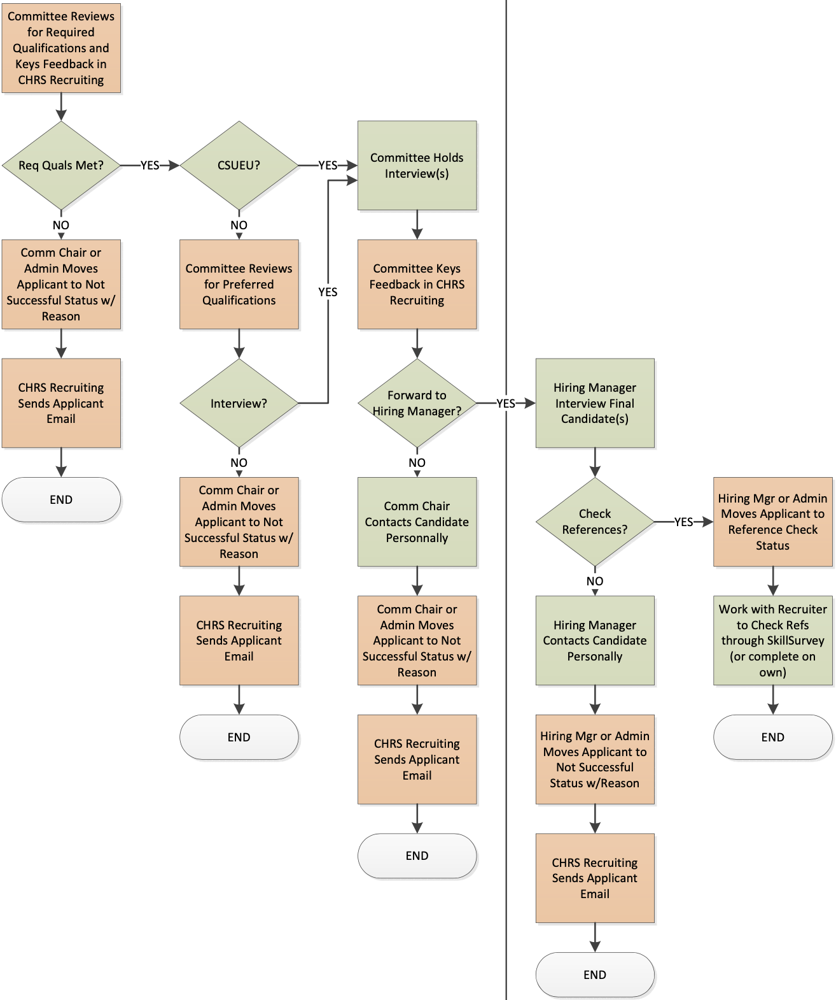 Committee Reviews
for Required
Qualifications and
Keys Feedback in
CHRS Recruiting
Req Quals Met?
YES
CSUEU?
YES
Committee Holds
Interview(s)
NO
Comm Chair or
Admin Moves
Applicant to Not
Successful Status w/
Reason
NO
Committee Reviews
for Preferred
Qualifications
YES
Committee Keys
Feedback in CHRS
Recruiting
CHRS Recruiting
Sends Applicant
Email
Interview?
Forward to
Hiring Manager?
YES
Hiring Manager
Interview Final
Candidate(s)
END
NO
Comm Chair or
Admin Moves
Applicant to Not
Successful Status w/
Reason
NO
Comm Chair
Contacts Candidate
Personnally
Check
References?
YES
Hiring Mgr or Admin
Moves Applicant to
Reference Check
Status
CHRS Recruiting
Sends Applicant
Email
Comm Chair or
Admin Moves
Applicant to Not
Successful Status w/
Reason
NO
Hiring Manager
Contacts Candidate
Personally
Work with Recruiter
to Check Refs
through SkillSurvey
(or complete on
own)
END
CHRS Recruiting
Sends Applicant
Email
Hiring Mgr or Admin
Moves Applicant to
Not Successful
Status w/Reason
END
END
CHRS Recruiting
Sends Applicant
Email
END